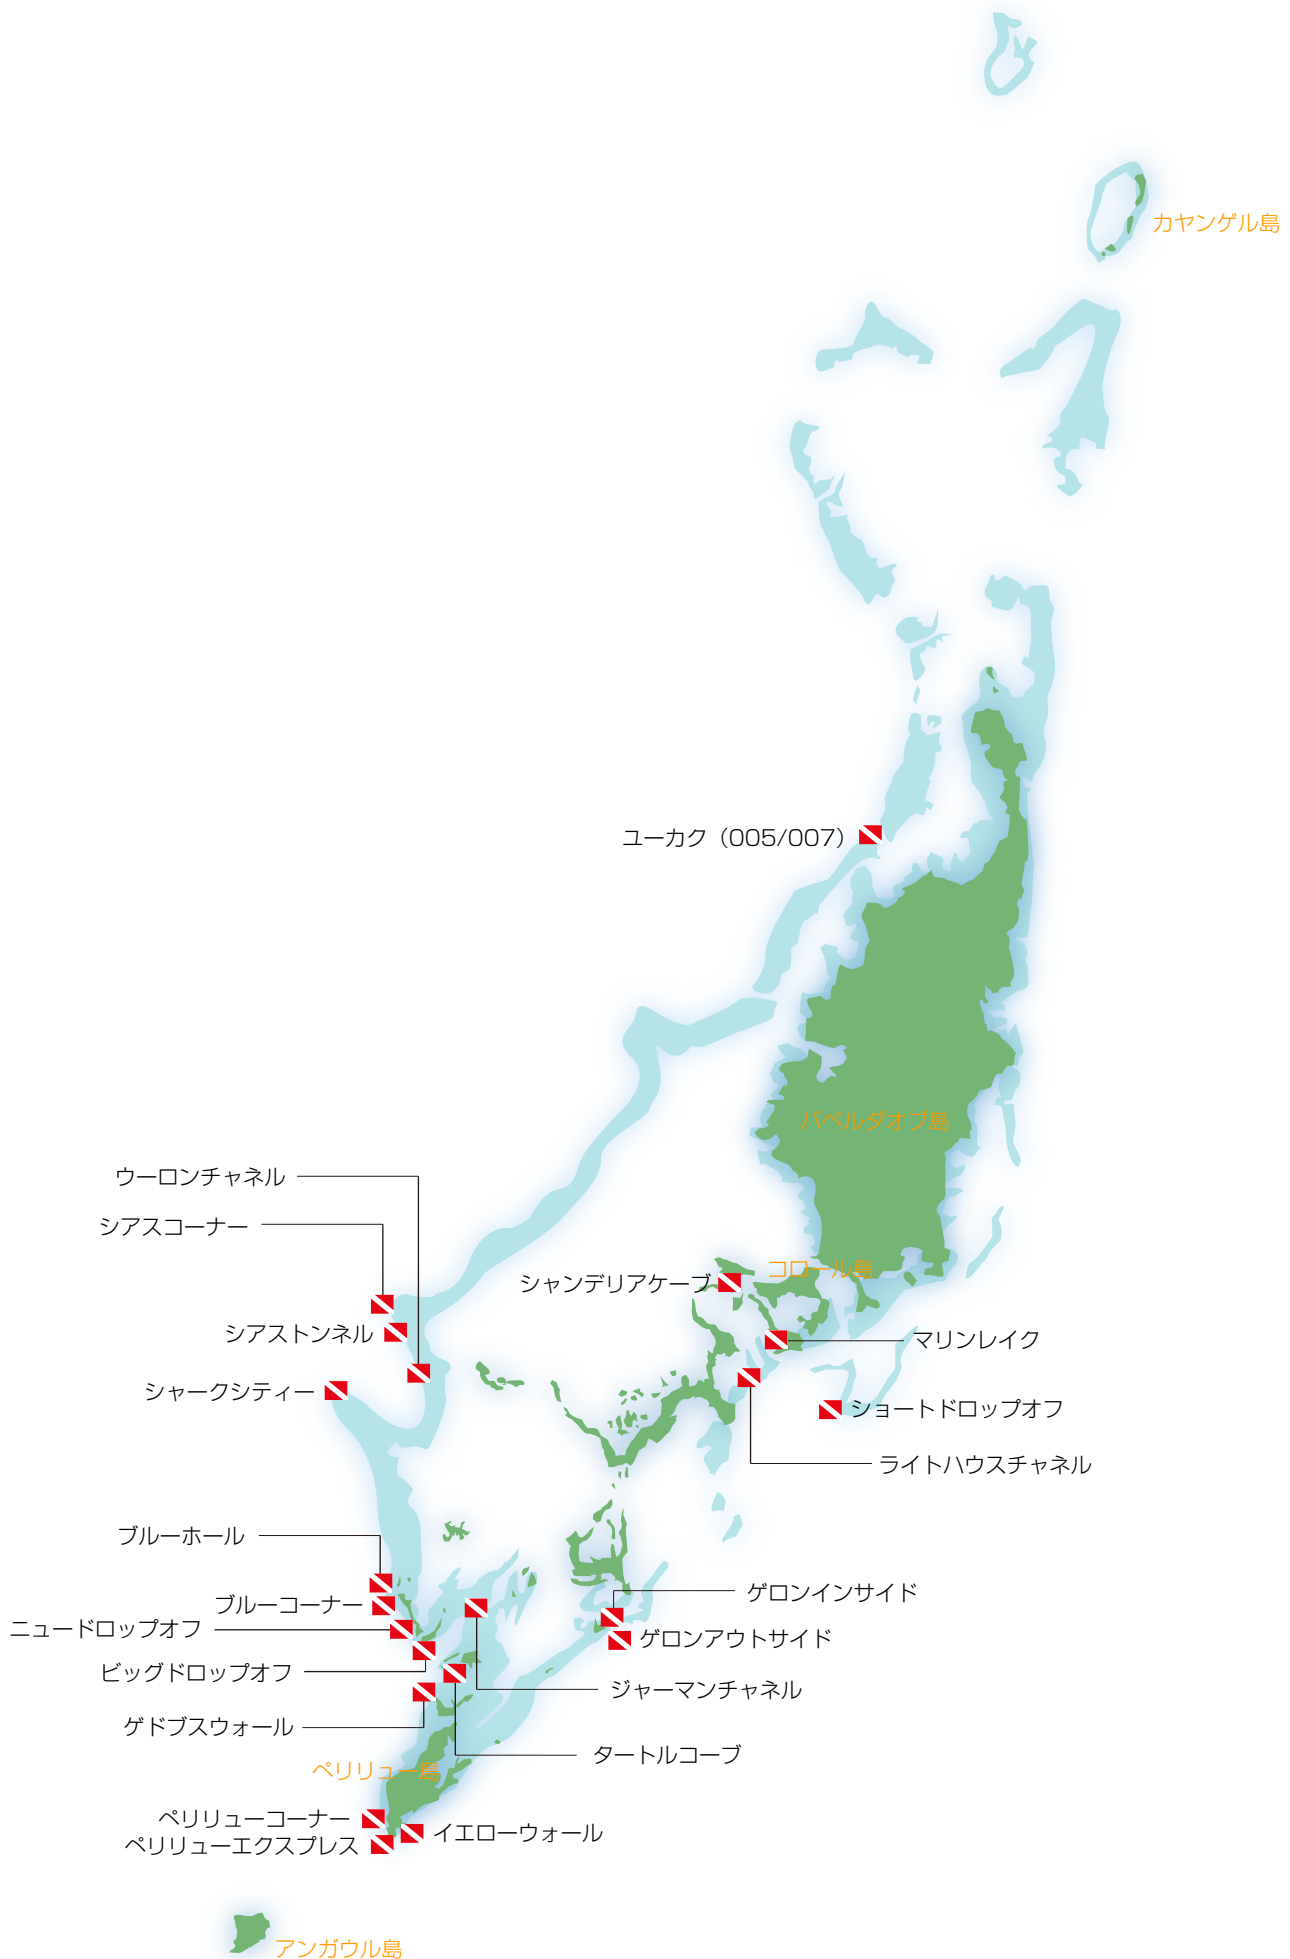 カヤンゲル島
ユーカク（005/007）
バベルダオブ島
ウーロンチャネル
シアスコーナー
コロール島
シャンデリアケーブ
シアストンネル
マリンレイク
シャークシティー
ショートドロップオフ
ライトハウスチャネル
ブルーホール
ゲロンインサイド
ブルーコーナー
ニュードロップオフ
ゲロンアウトサイド
ビッグドロップオフ
ジャーマンチャネル
ゲドブスウォール
タートルコーブ
ペリリュー島
ペリリューコーナー
イエローウォール
ペリリューエクスプレス
アンガウル島